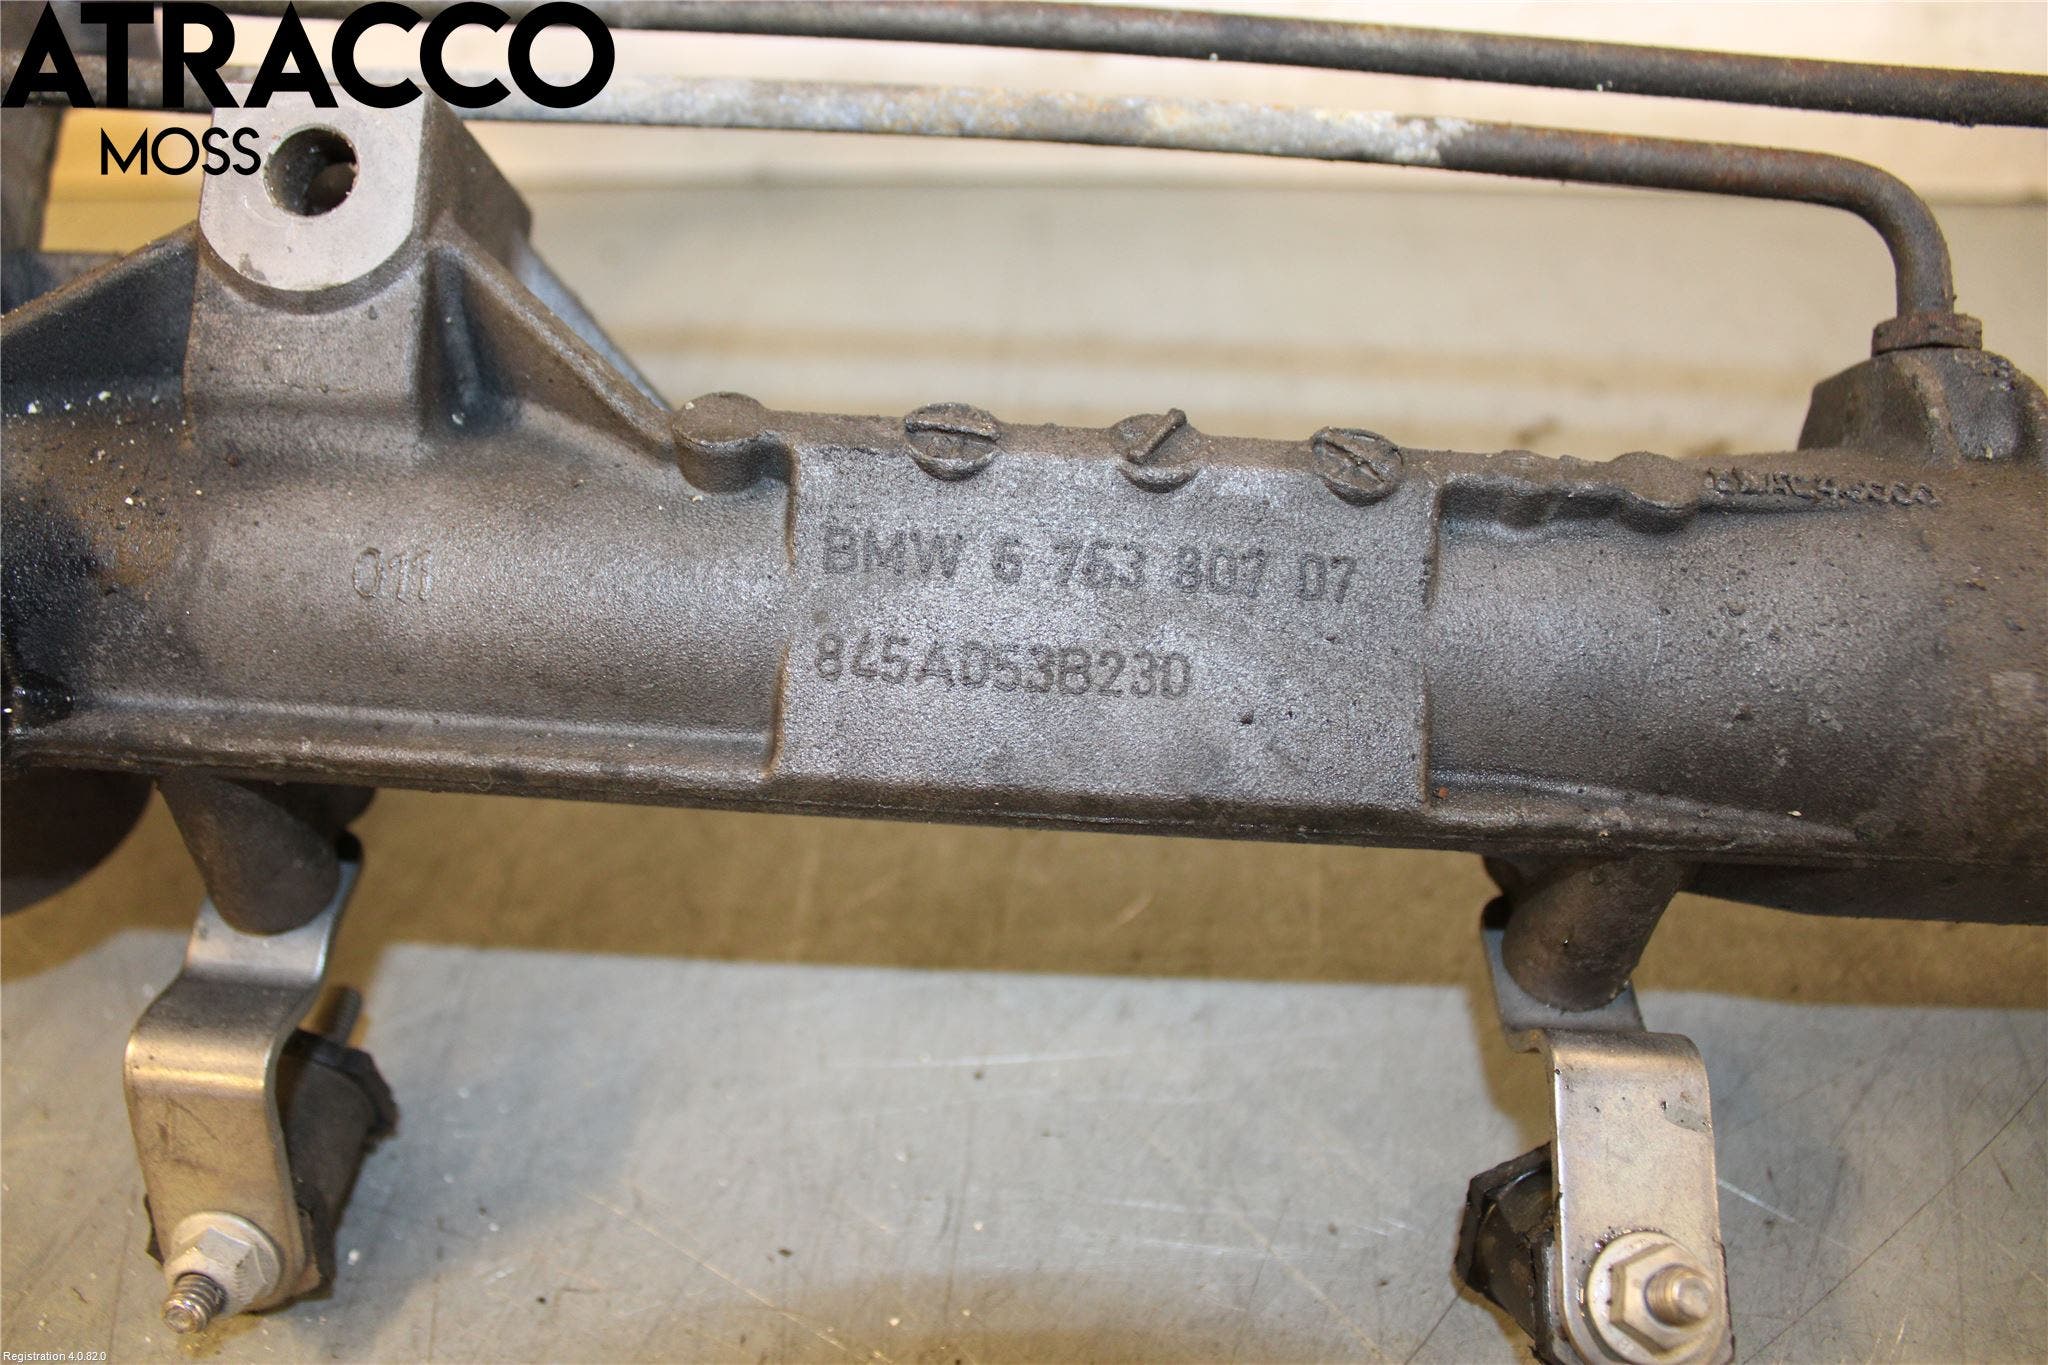 ATRACCO
MOSS
011
BMW 6 763 807 07
845A053B230
Registration 4.0.82.0